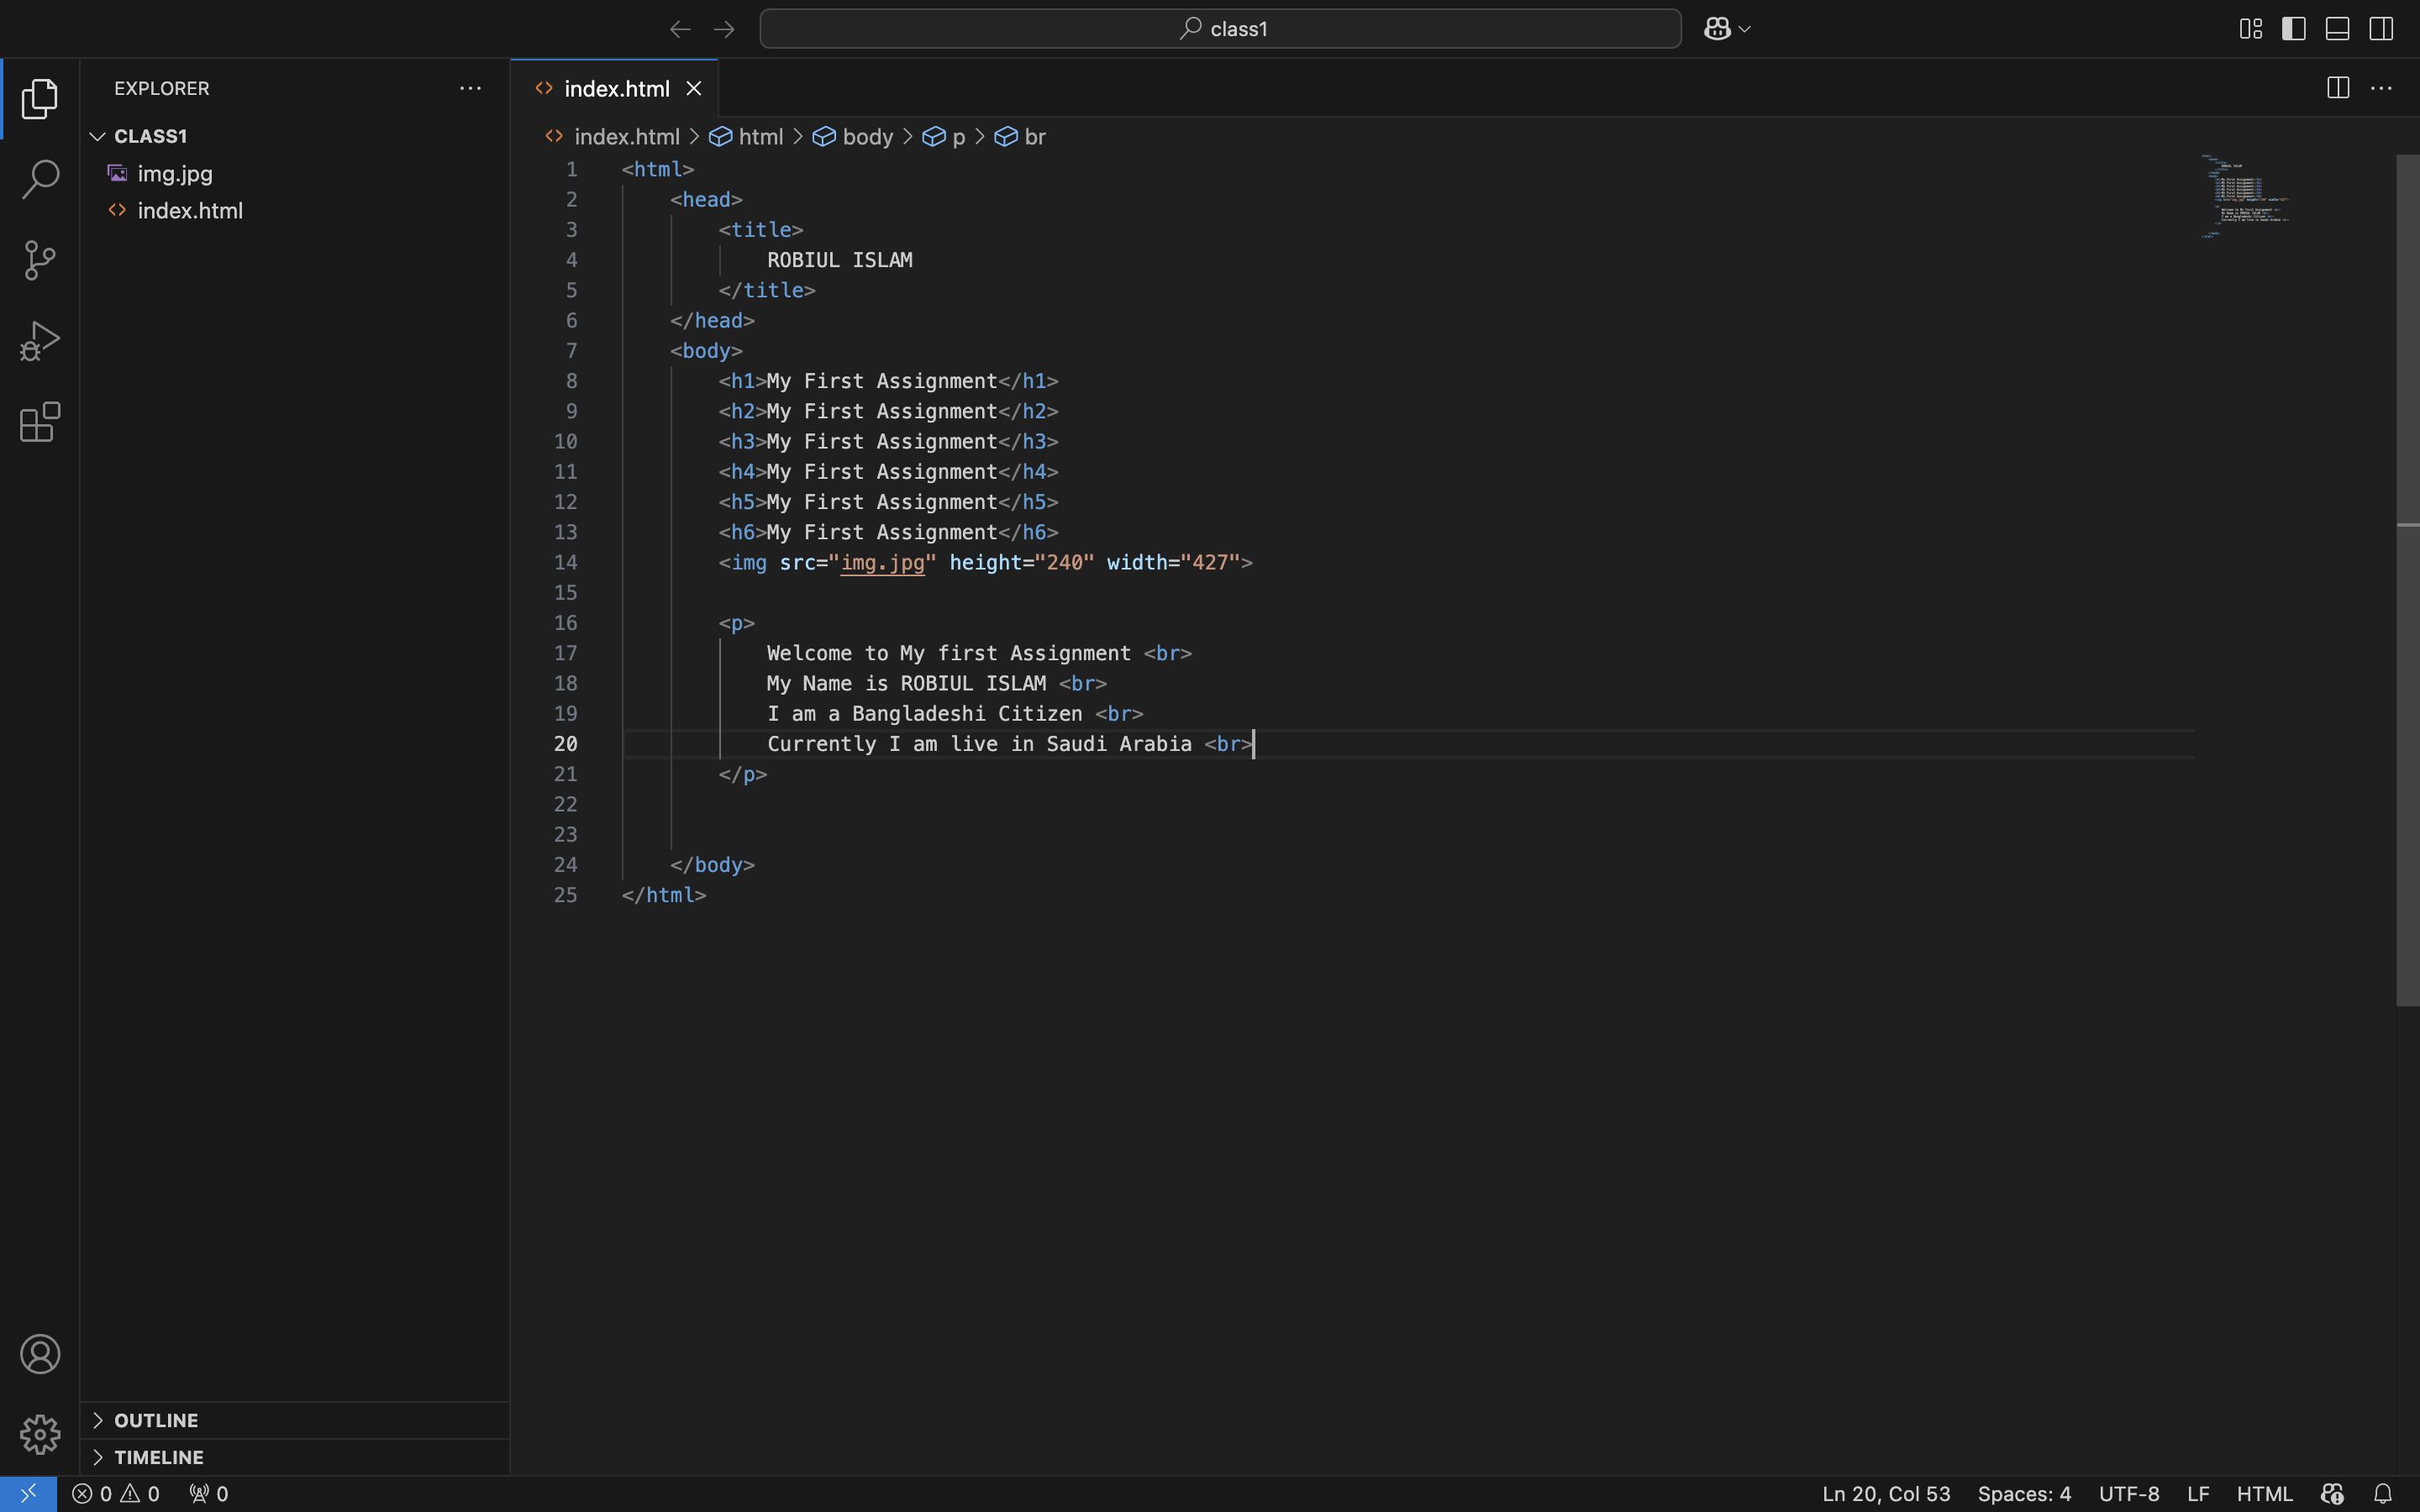 class1
EXPLORER
CLASS1
img.jpg
index.html
OUTLINE
TIMELINE
index.html
index.html > html > body > p > br
1 <html>
2 <head>
3 <title>
4 ROBIUL ISLAM
5 </title>
6 </head>
7 <body>
8 <h1>My First Assignment</h1>
9 <h2>My First Assignment</h2>
10 <h3>My First Assignment</h3>
11 <h4>My First Assignment</h4>
12 <h5>My First Assignment</h5>
13 <h6>My First Assignment</h6>
14 <img src="img.jpg" height="240" width="427">
15
16 <p>
17 Welcome to My first Assignment <br>
18 My Name is ROBIUL ISLAM <br>
19 I am a Bangladeshi Citizen <br>
20 Currently I am live in Saudi Arabia <br>
21 </p>
22
23
24 </body>
25 </html>
0 0 0 Ln 20, Col 53 Spaces: 4 UTF-8 LF HTML